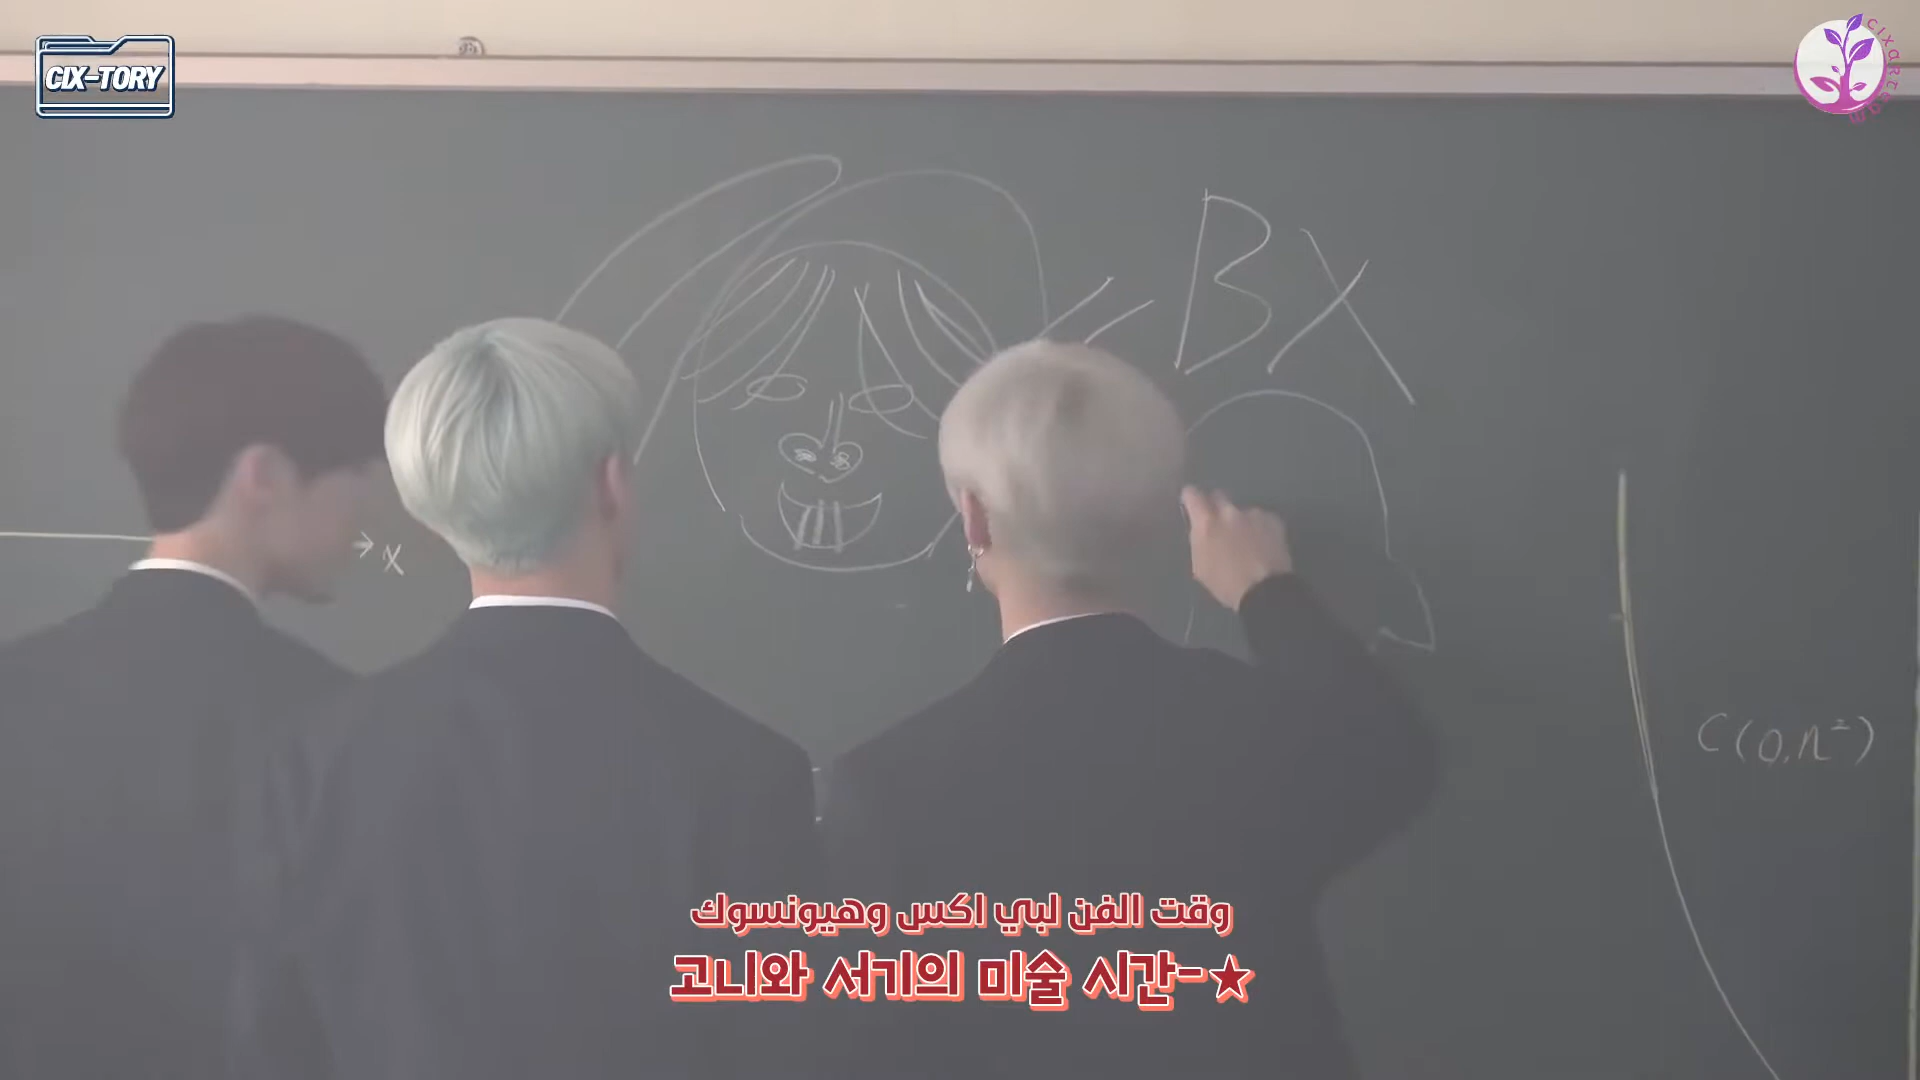 CIX-TORY
cixarteam
BX
x
C(0,n²)
وقت الفن لبي اكس وهيونسوك
고니와 서기의 미술 시간-★